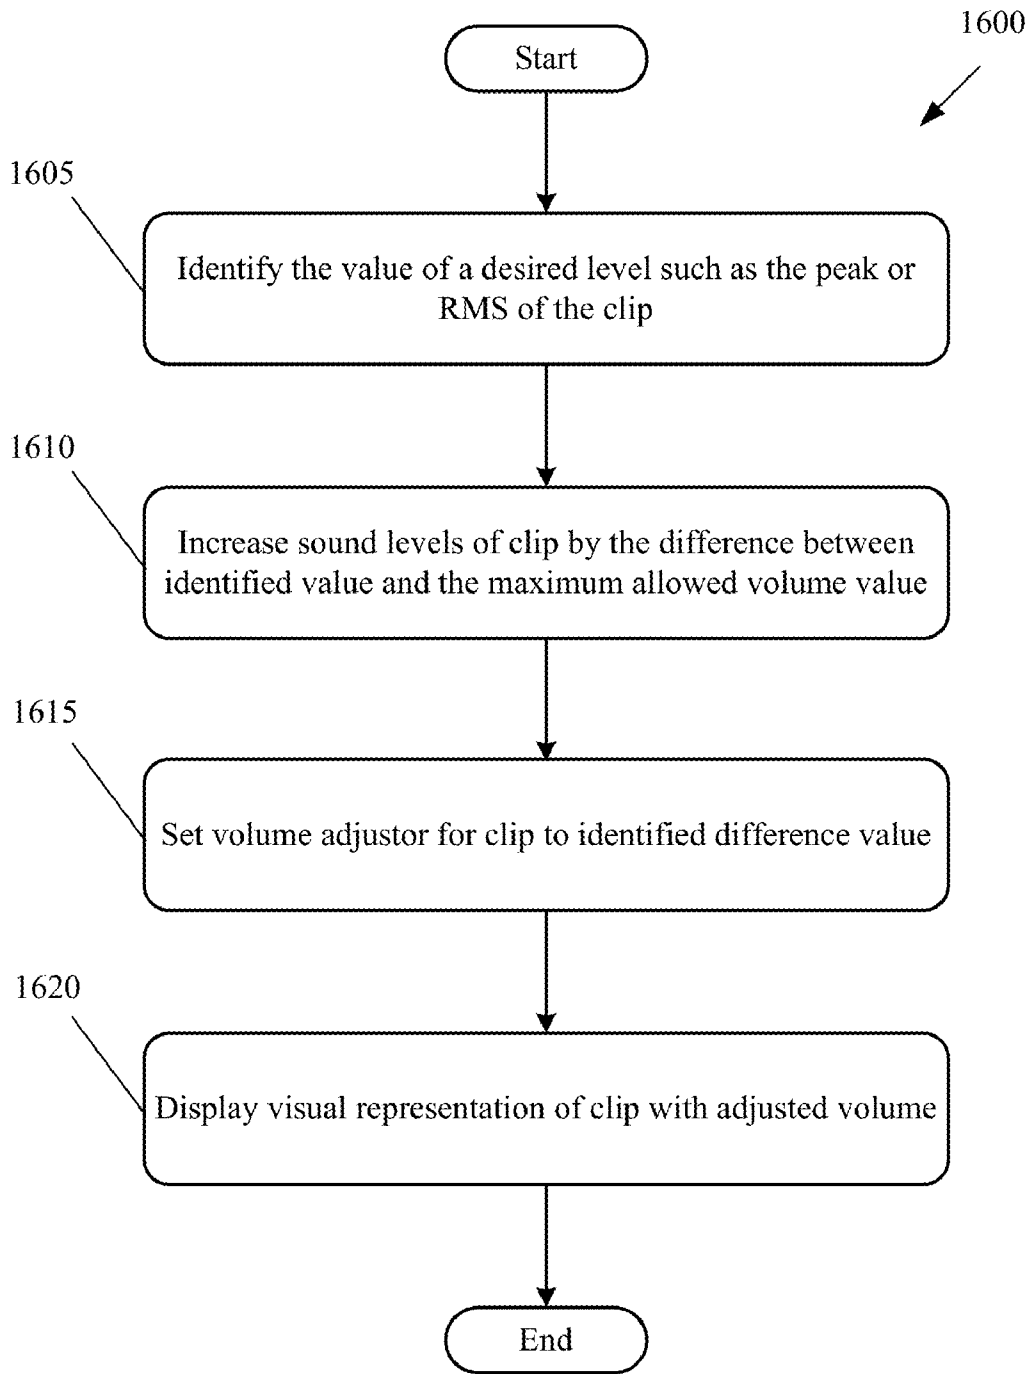 1600
Start
1605
Identify the value of a desired level such as the peak or
RMS of the clip
1610
Increase sound levels of clip by the difference between
identified value and the maximum allowed volume value
1615
Set volume adjustor for clip to identified difference value
1620
Display visual representation of clip with adjusted volume
End